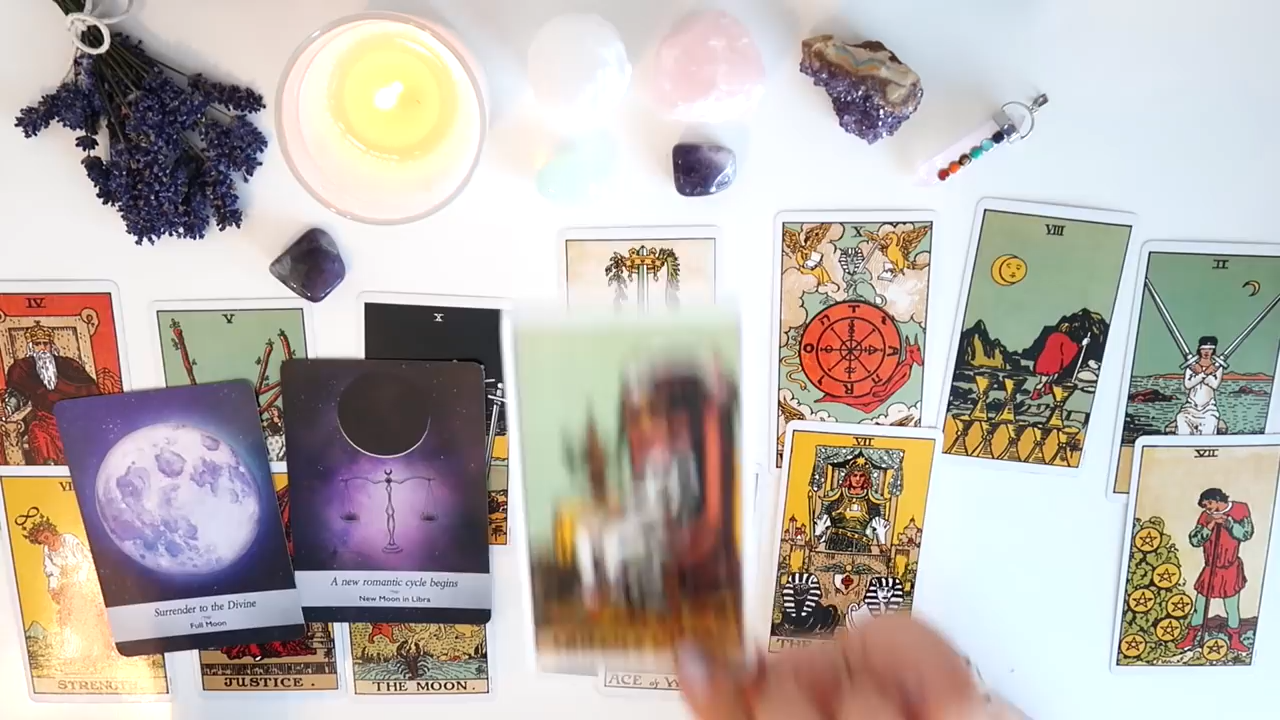 IV
V
X
X
VIII
II
VII
VII
Surrender to the Divine
Full Moon
A new romantic cycle begins
New Moon in Libra
STRENGTH.
JUSTICE.
THE MOON.
ACE of
THE